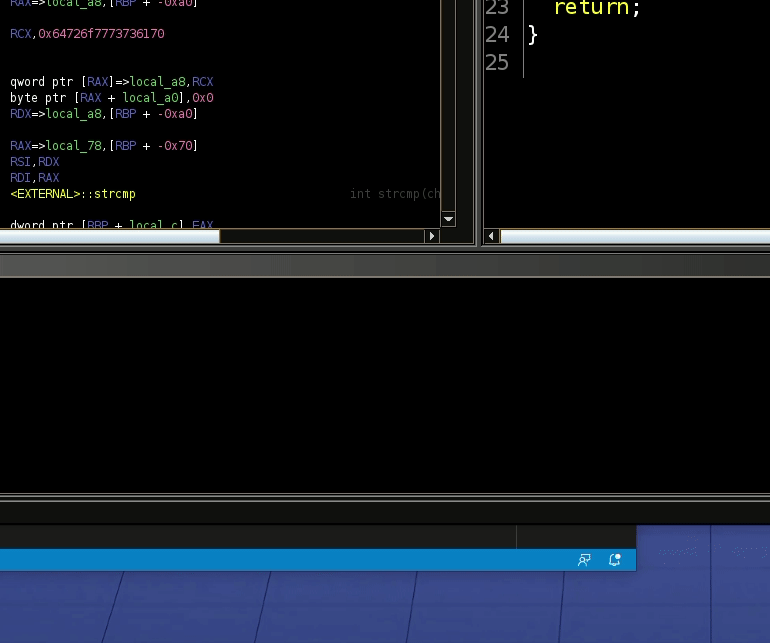 RAX=>local_a8,[RBP + -0xa0]
RCX,0x64726f7773736170
qword ptr [RAX]=>local_a8,RCX
byte ptr [RAX + local_a0],0x0
RDX=>local_a8,[RBP + -0xa0]
RAX=>local_78,[RBP + -0x70]
RSI,RDX
RDI,RAX
<EXTERNAL>::strcmp int strcmp(ch
dword ptr [RBP + local_c],EAX
23 return;
24 }
25